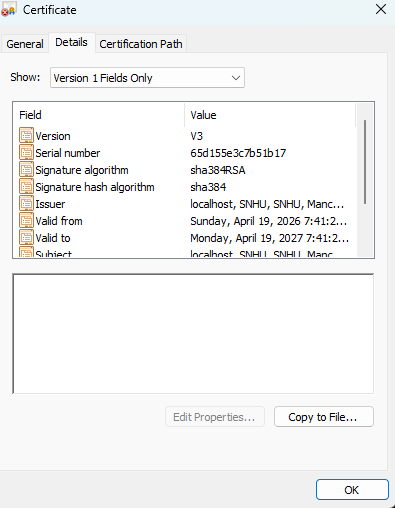 Certificate
General Details Certification Path
Show: Version 1 Fields Only
Field Value
Version V3
Serial number 65d155e3c7b51b17
Signature algorithm sha384RSA
Signature hash algorithm sha384
Issuer localhost, SNHU, SNHU, Manc...
Valid from Sunday, April 19, 2026 7:41:2...
Valid to Monday, April 19, 2027 7:41:2...
Subject localhost, SNHU, SNHU, Manc...
Edit Properties... Copy to File...
OK